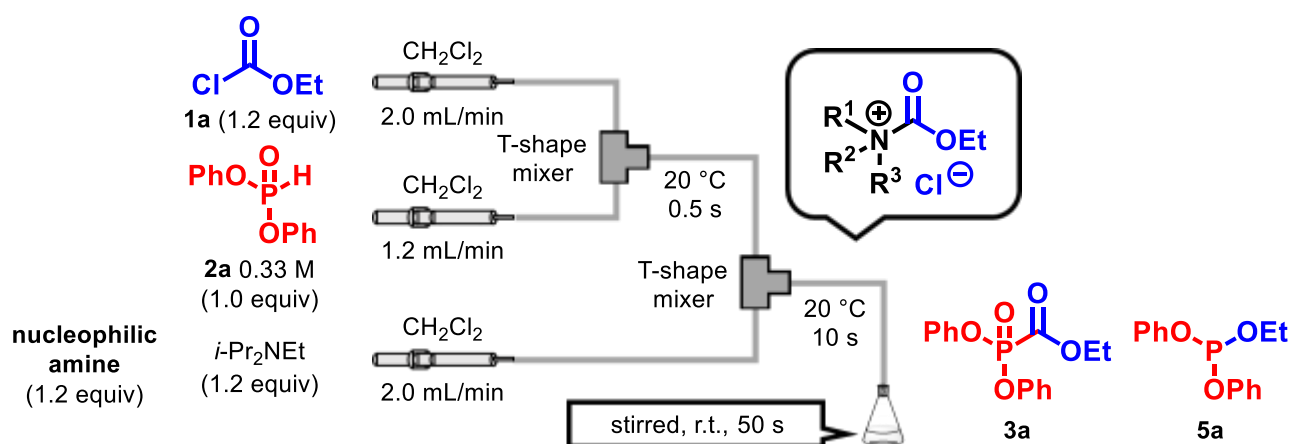 O
Cl OEt
1a (1.2 equiv)
CH2Cl2
2.0 mL/min
T-shape
mixer
O
PhO P H
OPh
2a 0.33 M
(1.0 equiv)
CH2Cl2
1.2 mL/min
20 °C
0.5 s
O
R1 ⊕
N OEt
R2
R3 Cl ⊖
nucleophilic
amine
(1.2 equiv)
i-Pr2NEt
(1.2 equiv)
CH2Cl2
2.0 mL/min
T-shape
mixer
20 °C
10 s
stirred, r.t., 50 s
O O
PhO P OEt
OPh
3a
PhO P OEt
OPh
5a